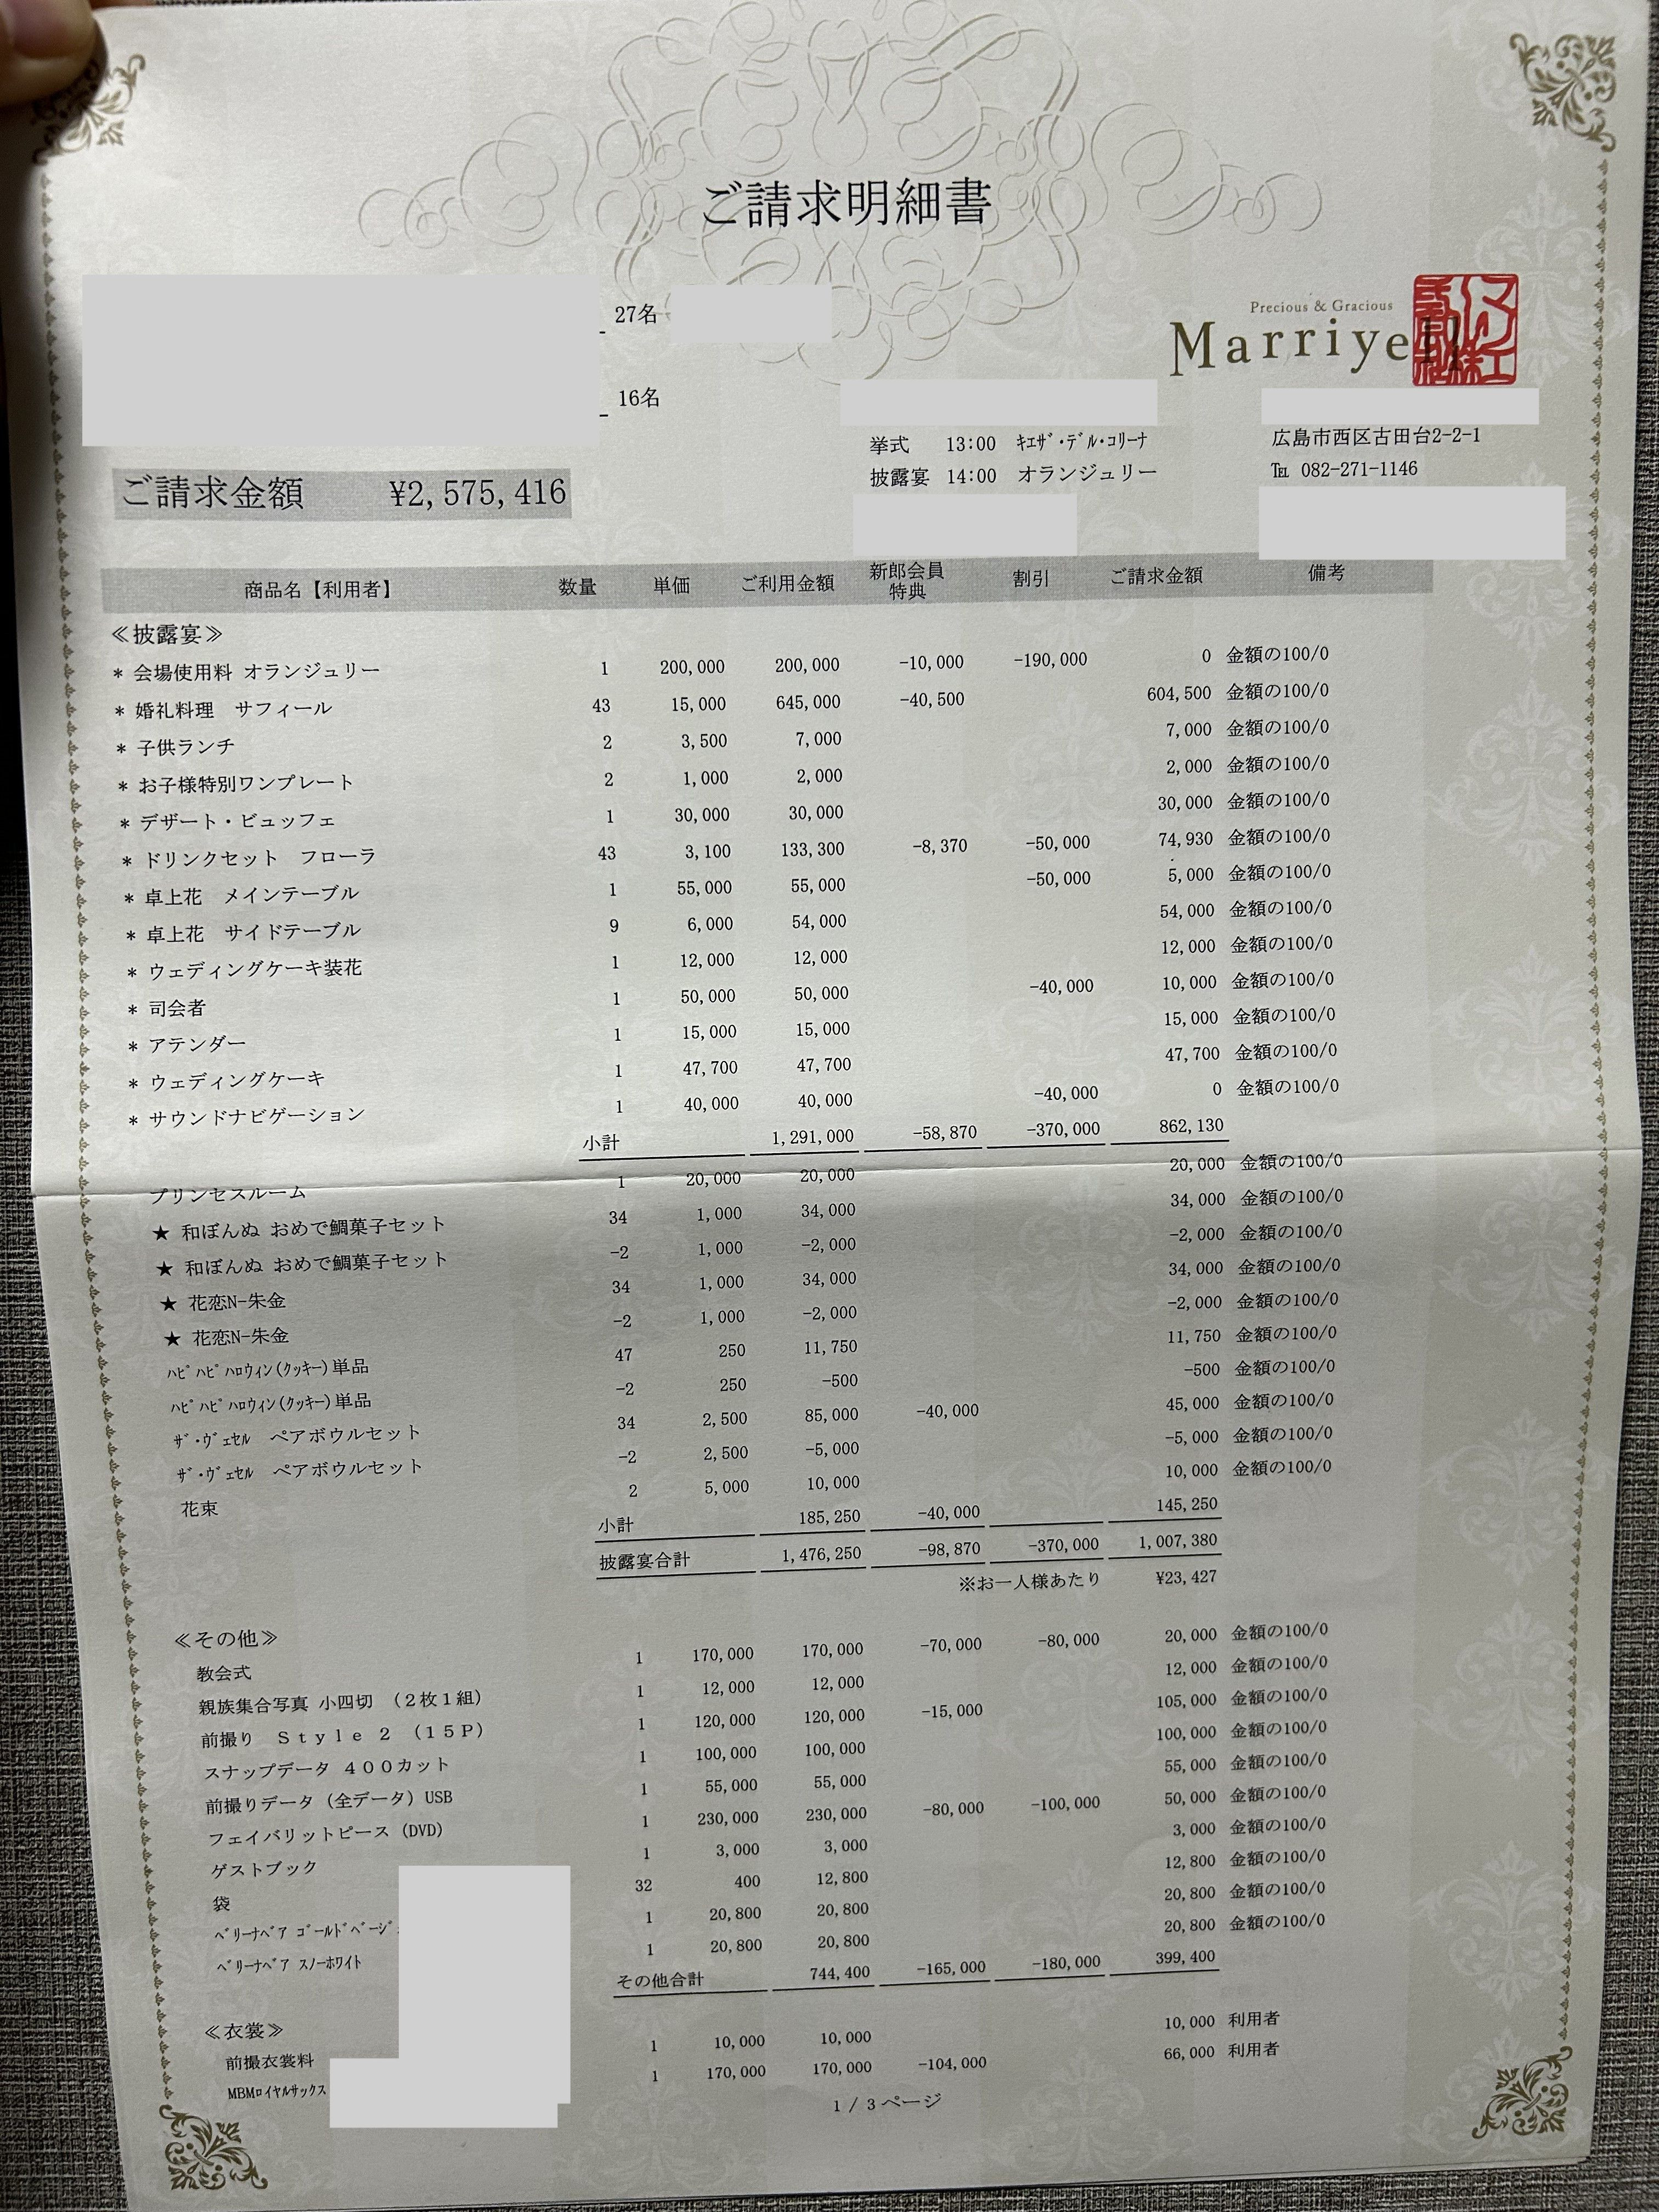 ご請求明細書
27名
Precious & Gracious
Marriyell
16名
挙式 13:00 ｷｴｻﾞ･ﾃﾞﾙ･ｺﾘｰﾅ
広島市西区古田台2-2-1
披露宴 14:00 オランジュリー
℡ 082-271-1146
ご請求金額 ¥2,575,416
商品名【利用者】 数量 単価 ご利用金額 新郎会員特典 割引 ご請求金額 備考
≪披露宴≫
* 会場使用料 オランジュリー 1 200,000 200,000 -10,000 -190,000 0 金額の100/0
* 婚礼料理 サフィール 43 15,000 645,000 -40,500 604,500 金額の100/0
* 子供ランチ 2 3,500 7,000 7,000 金額の100/0
* お子様特別ワンプレート 2 1,000 2,000 2,000 金額の100/0
* デザート・ビュッフェ 1 30,000 30,000 30,000 金額の100/0
* ドリンクセット フローラ 43 3,100 133,300 -8,370 -50,000 74,930 金額の100/0
* 卓上花 メインテーブル 1 55,000 55,000 -50,000 5,000 金額の100/0
* 卓上花 サイドテーブル 9 6,000 54,000 54,000 金額の100/0
* ウェディングケーキ装花 1 12,000 12,000 12,000 金額の100/0
* 司会者 1 50,000 50,000 -40,000 10,000 金額の100/0
* アテンダー 1 15,000 15,000 15,000 金額の100/0
* ウェディングケーキ 1 47,700 47,700 47,700 金額の100/0
* サウンドナビゲーション 1 40,000 40,000 -40,000 0 金額の100/0
小計 1,291,000 -58,870 -370,000 862,130
プリンセスルーム 1 20,000 20,000 20,000 金額の100/0
★ 和ぼんぬ おめで鯛菓子セット 34 1,000 34,000 34,000 金額の100/0
★ 和ぼんぬ おめで鯛菓子セット -2 1,000 -2,000 -2,000 金額の100/0
★ 花恋N-朱金 34 1,000 34,000 34,000 金額の100/0
★ 花恋N-朱金 -2 1,000 -2,000 -2,000 金額の100/0
ﾊﾋﾟﾊﾋﾟﾊﾛｳｨﾝ(ｸｯｷｰ)単品 47 250 11,750 11,750 金額の100/0
ﾊﾋﾟﾊﾋﾟﾊﾛｳｨﾝ(ｸｯｷｰ)単品 -2 250 -500 -500 金額の100/0
ｻﾞ･ｳﾞｪｾﾙ ペアボウルセット 34 2,500 85,000 -40,000 45,000 金額の100/0
ｻﾞ･ｳﾞｪｾﾙ ペアボウルセット -2 2,500 -5,000 -5,000 金額の100/0
花束 2 5,000 10,000 10,000 金額の100/0
小計 185,250 -40,000 145,250
披露宴合計 1,476,250 -98,870 -370,000 1,007,380
※お一人様あたり ¥23,427
≪その他≫
教会式 1 170,000 170,000 -70,000 -80,000 20,000 金額の100/0
親族集合写真 小四切 （２枚１組） 1 12,000 12,000 12,000 金額の100/0
前撮り Ｓｔｙｌｅ ２ （１５Ｐ） 1 120,000 120,000 -15,000 105,000 金額の100/0
スナップデータ ４００カット 1 100,000 100,000 100,000 金額の100/0
前撮りデータ（全データ）USB 1 55,000 55,000 55,000 金額の100/0
フェイバリットピース（DVD） 1 230,000 230,000 -80,000 -100,000 50,000 金額の100/0
ゲストブック 1 3,000 3,000 3,000 金額の100/0
袋 32 400 12,800 12,800 金額の100/0
ﾍﾞﾘｰﾅﾍﾞｱ ｺﾞｰﾙﾄﾞﾍﾞｰｼﾞ 1 20,800 20,800 20,800 金額の100/0
ﾍﾞﾘｰﾅﾍﾞｱ ｽﾉｰﾎﾜｲﾄ 1 20,800 20,800 20,800 金額の100/0
その他合計 744,400 -165,000 -180,000 399,400
≪衣裳≫
前撮衣裳料 1 10,000 10,000 10,000 利用者
MBMﾛｲﾔﾙｻｯｸｽ 1 170,000 170,000 -104,000 66,000 利用者
1 / 3 ページ